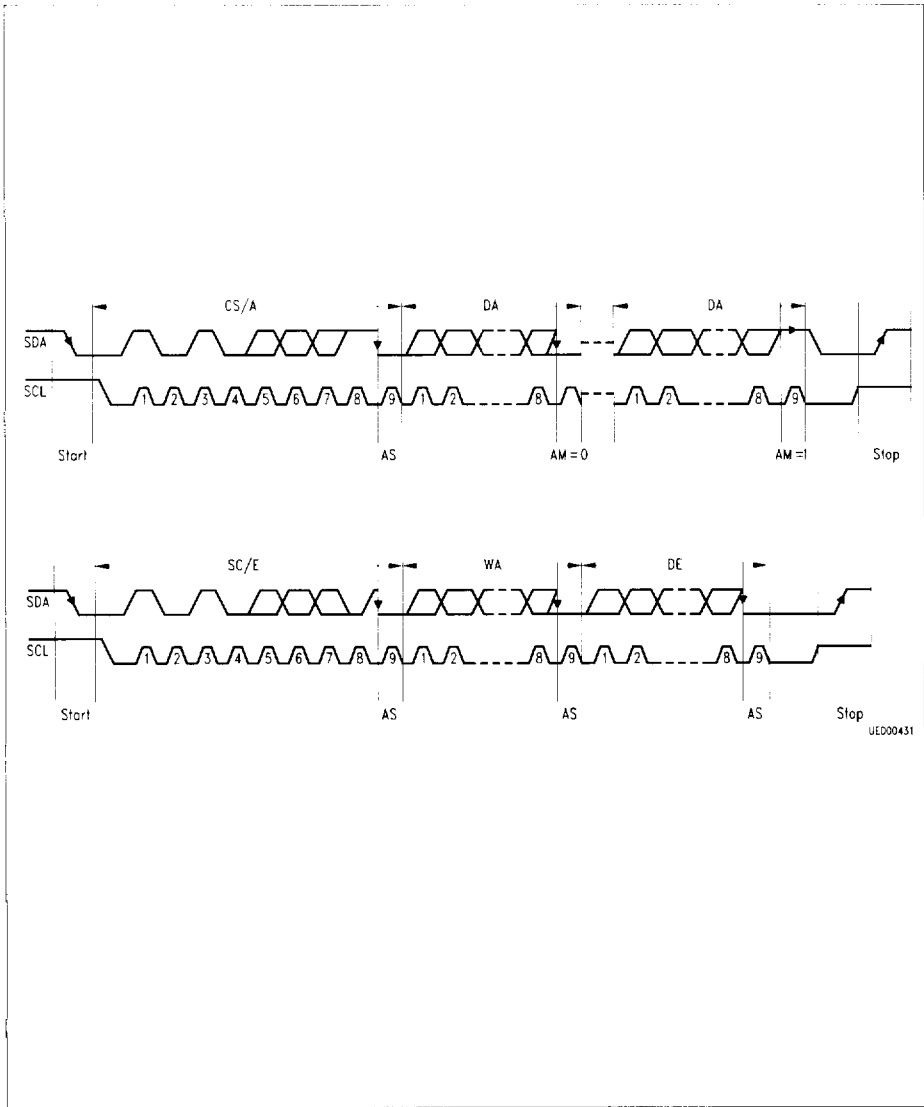 CS/A DA DA
SDA
SCL 1 2 3 4 5 6 7 8 9 1 2 8 1 2 8 9
Start AS AM=0 AM=1 Stop
SC/E WA DE
SDA
SCL 1 2 3 4 5 6 7 8 9 1 2 8 9 1 2 8 9
Start AS AS AS Stop
UED00431